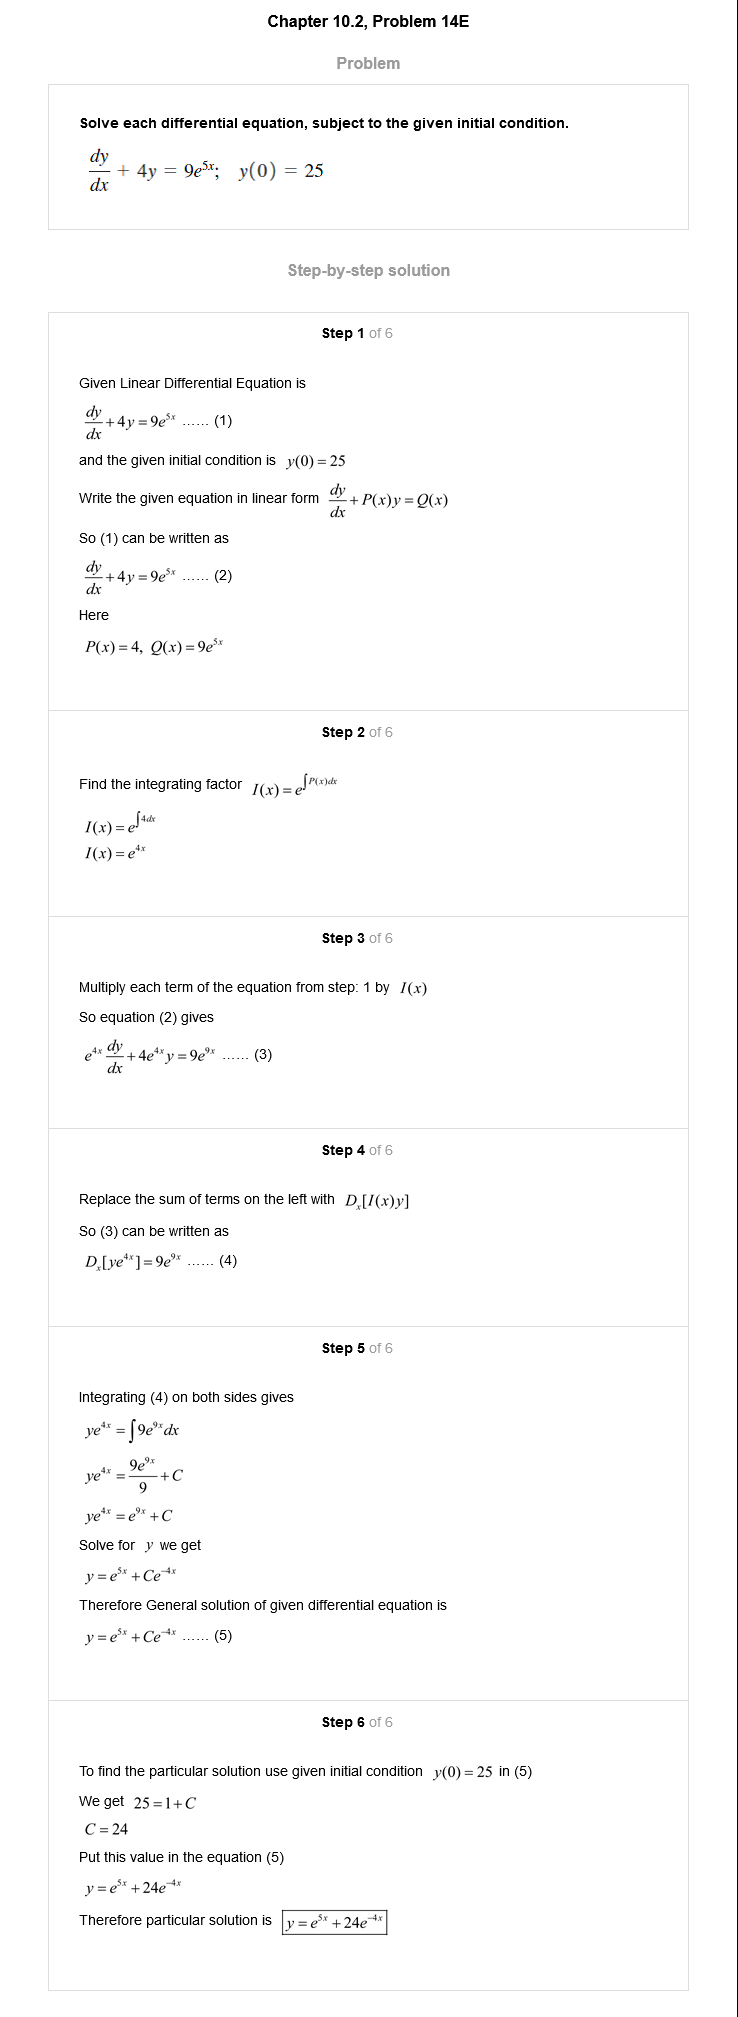 Chapter 10.2, Problem 14E
Problem
Solve each differential equation, subject to the given initial condition.
dy/dx + 4y = 9e^{5x};   y(0) = 25
Step-by-step solution
Step 1 of 6
Given Linear Differential Equation is
dy/dx + 4y = 9e^{5x} ...... (1)
and the given initial condition is y(0) = 25
Write the given equation in linear form dy/dx + P(x)y = Q(x)
So (1) can be written as
dy/dx + 4y = 9e^{5x} ...... (2)
Here
P(x) = 4, Q(x) = 9e^{5x}
Step 2 of 6
Find the integrating factor I(x) = e^{∫P(x)dx}
I(x) = e^{∫4dx}
I(x) = e^{4x}
Step 3 of 6
Multiply each term of the equation from step: 1 by I(x)
So equation (2) gives
e^{4x} dy/dx + 4e^{4x}y = 9e^{9x} ...... (3)
Step 4 of 6
Replace the sum of terms on the left with D_x[I(x)y]
So (3) can be written as
D_x[ye^{4x}] = 9e^{9x} ...... (4)
Step 5 of 6
Integrating (4) on both sides gives
ye^{4x} = ∫9e^{9x}dx
ye^{4x} = 9e^{9x}/9 + C
ye^{4x} = e^{9x} + C
Solve for y we get
y = e^{5x} + Ce^{-4x}
Therefore General solution of given differential equation is
y = e^{5x} + Ce^{-4x} ...... (5)
Step 6 of 6
To find the particular solution use given initial condition y(0) = 25 in (5)
We get 25 = 1 + C
C = 24
Put this value in the equation (5)
y = e^{5x} + 24e^{-4x}
Therefore particular solution is y = e^{5x} + 24e^{-4x}